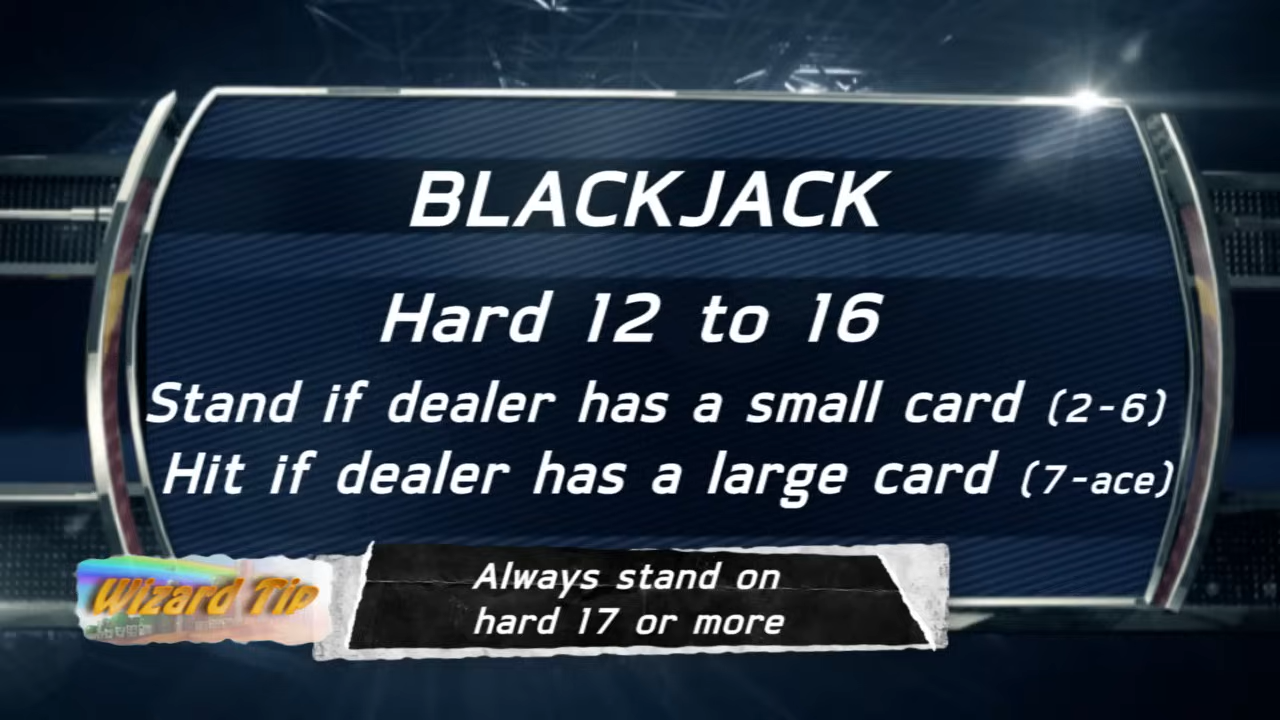 BLACKJACK
Hard 12 to 16
Stand if dealer has a small card (2-6)
Hit if dealer has a large card (7-ace)
Wizard Tip
Always stand on
hard 17 or more